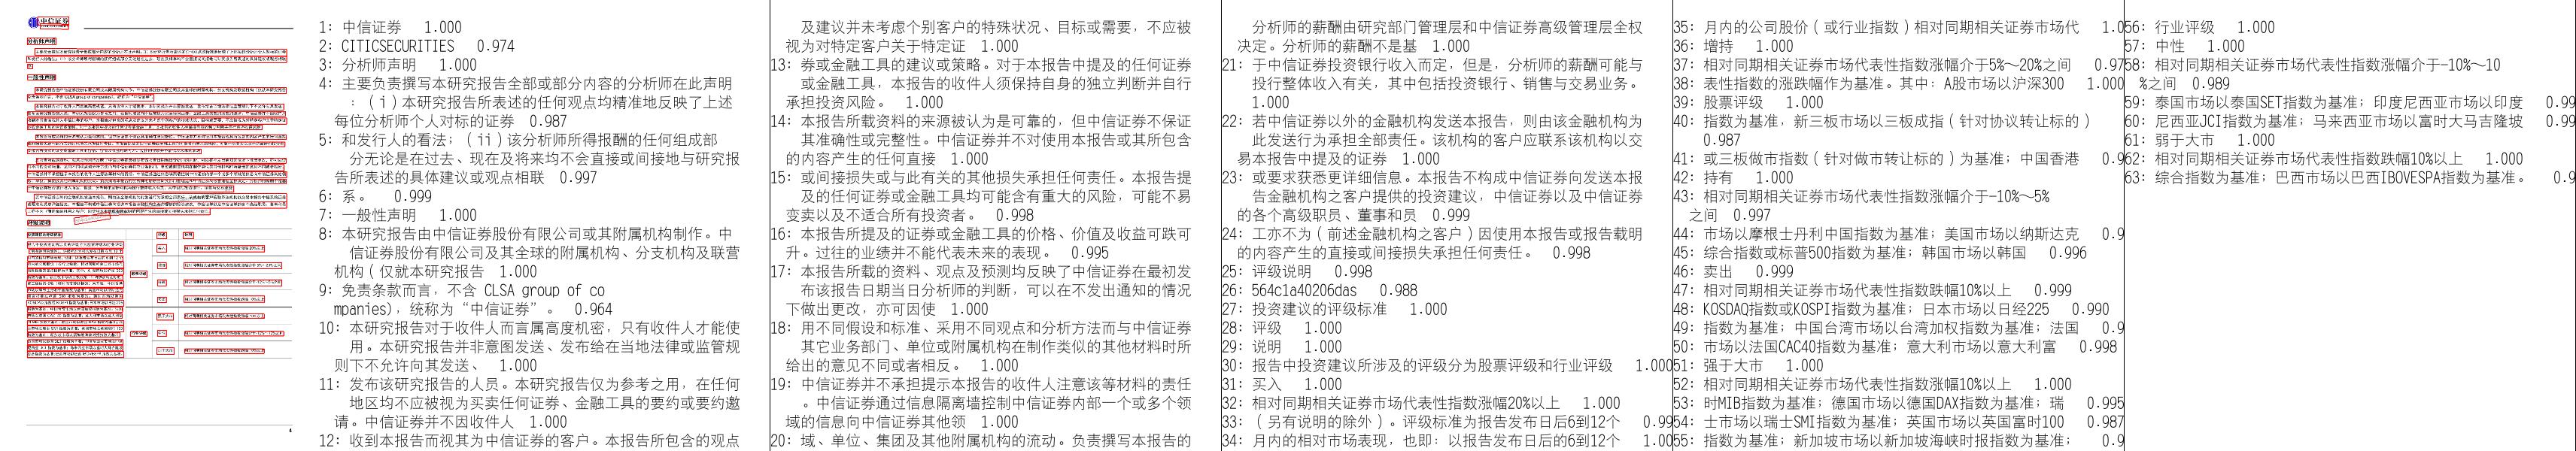 1: 中信证券 1.000
2: CITICSECURITIES 0.974
3: 分析师声明 1.000
4: 主要负责撰写本研究报告全部或部分内容的分析师在此声明
：(ⅰ)本研究报告所表述的任何观点均精准地反映了上述
每位分析师个人对标的证券 0.987
5: 和发行人的看法；(ⅱ)该分析师所得报酬的任何组成部
分无论是在过去、现在及将来均不会直接或间接地与研究报
告所表述的具体建议或观点相联 0.997
6: 系。 0.999
7: 一般性声明 1.000
8: 本研究报告由中信证券股份有限公司或其附属机构制作。中
信证券股份有限公司及其全球的附属机构、分支机构及联营
机构(仅就本研究报告 1.000
9: 免责条款而言，不含 CLSA group of co
mpanies)，统称为“中信证券”。 0.964
10: 本研究报告对于收件人而言属高度机密，只有收件人才能使
用。本研究报告并非意图发送、发布给在当地法律或监管规
则下不允许向其发送、 1.000
11: 发布该研究报告的人员。本研究报告仅为参考之用，在任何
地区均不应被视为买卖任何证券、金融工具的要约或要约邀
请。中信证券并不因收件人 1.000
12: 收到本报告而视其为中信证券的客户。本报告所包含的观点
及建议并未考虑个别客户的特殊状况、目标或需要，不应被
视为对特定客户关于特定证 1.000
13: 券或金融工具的建议或策略。对于本报告中提及的任何证券
或金融工具，本报告的收件人须保持自身的独立判断并自行
承担投资风险。 1.000
14: 本报告所载资料的来源被认为是可靠的，但中信证券不保证
其准确性或完整性。中信证券并不对使用本报告或其所包含
的内容产生的任何直接 1.000
15: 或间接损失或与此有关的其他损失承担任何责任。本报告提
及的任何证券或金融工具均可能含有重大的风险，可能不易
变卖以及不适合所有投资者。 0.998
16: 本报告所提及的证券或金融工具的价格、价值及收益可跌可
升。过往的业绩并不能代表未来的表现。 0.995
17: 本报告所载的资料、观点及预测均反映了中信证券在最初发
布该报告日期当日分析师的判断，可以在不发出通知的情况
下做出更改，亦可因使 1.000
18: 用不同假设和标准、采用不同观点和分析方法而与中信证券
其它业务部门、单位或附属机构在制作类似的其他材料时所
给出的意见不同或者相反。 1.000
19: 中信证券并不承担提示本报告的收件人注意该等材料的责任
。中信证券通过信息隔离墙控制中信证券内部一个或多个领
域的信息向中信证券其他领 1.000
20: 域、单位、集团及其他附属机构的流动。负责撰写本报告的
分析师的薪酬由研究部门管理层和中信证券高级管理层全权
决定。分析师的薪酬不是基 1.000
21: 于中信证券投资银行收入而定，但是，分析师的薪酬可能与
投行整体收入有关，其中包括投资银行、销售与交易业务。
1.000
22: 若中信证券以外的金融机构发送本报告，则由该金融机构为
此发送行为承担全部责任。该机构的客户应联系该机构以交
易本报告中提及的证券 1.000
23: 或要求获悉更详细信息。本报告不构成中信证券向发送本报
告金融机构之客户提供的投资建议，中信证券以及中信证券
的各个高级职员、董事和员 0.999
24: 工亦不为(前述金融机构之客户)因使用本报告或报告载明
的内容产生的直接或间接损失承担任何责任。 0.998
25: 评级说明 0.998
26: 564c1a40206das 0.988
27: 投资建议的评级标准 1.000
28: 评级 1.000
29: 说明 1.000
30: 报告中投资建议所涉及的评级分为股票评级和行业评级 1.000
31: 买入 1.000
32: 相对同期相关证券市场代表性指数涨幅20%以上 1.000
33: (另有说明的除外)。评级标准为报告发布日后6到12个 0.99
34: 月内的相对市场表现，也即：以报告发布日后的6到12个 1.00
35: 月内的公司股价(或行业指数)相对同期相关证券市场代 1.0
36: 增持 1.000
37: 相对同期相关证券市场代表性指数涨幅介于5%～20%之间 0.97
38: 表性指数的涨跌幅作为基准。其中：A股市场以沪深300 1.000
39: 股票评级 1.000
40: 指数为基准，新三板市场以三板成指(针对协议转让标的)
0.987
41: 或三板做市指数(针对做市转让标的)为基准；中国香港 0.9
42: 持有 1.000
43: 相对同期相关证券市场代表性指数涨幅介于-10%～5%
之间 0.997
44: 市场以摩根士丹利中国指数为基准；美国市场以纳斯达克 0.9
45: 综合指数或标普500指数为基准；韩国市场以韩国 0.996
46: 卖出 0.999
47: 相对同期相关证券市场代表性指数跌幅10%以上 0.999
48: KOSDAQ指数或KOSPI指数为基准；日本市场以日经225 0.990
49: 指数为基准；中国台湾市场以台湾加权指数为基准；法国 0.9
50: 市场以法国CAC40指数为基准；意大利市场以意大利富 0.998
51: 强于大市 1.000
52: 相对同期相关证券市场代表性指数涨幅10%以上 1.000
53: 时MIB指数为基准；德国市场以德国DAX指数为基准；瑞 0.995
54: 士市场以瑞士SMI指数为基准；英国市场以英国富时100 0.987
55: 指数为基准；新加坡市场以新加坡海峡时报指数为基准； 0.9
56: 行业评级 1.000
57: 中性 1.000
58: 相对同期相关证券市场代表性指数涨幅介于-10%～10
%之间 0.989
59: 泰国市场以泰国SET指数为基准；印度尼西亚市场以印度 0.99
60: 尼西亚JCI指数为基准；马来西亚市场以富时大马吉隆坡 0.99
61: 弱于大市 1.000
62: 相对同期相关证券市场代表性指数跌幅10%以上 1.000
63: 综合指数为基准；巴西市场以巴西IBOVESPA指数为基准。 0.9